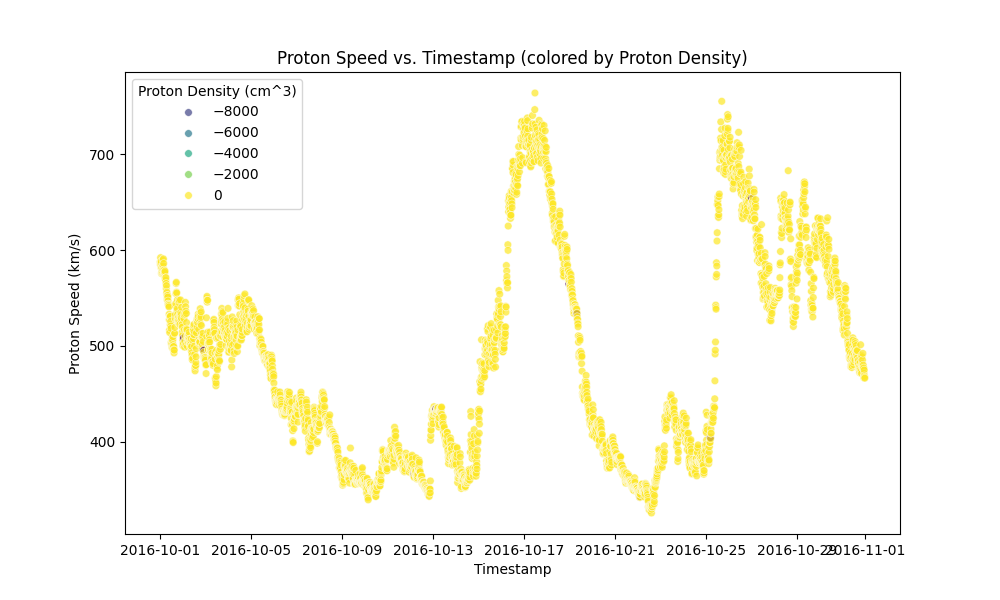 Proton Speed vs. Timestamp (colored by Proton Density)
Proton Density (cm^3)
−8000
−6000
−4000
−2000
0
Proton Speed (km/s)
700
600
500
400
2016-10-01 2016-10-05 2016-10-09 2016-10-13 2016-10-17 2016-10-21 2016-10-25 2016-10-29 2016-11-01
Timestamp